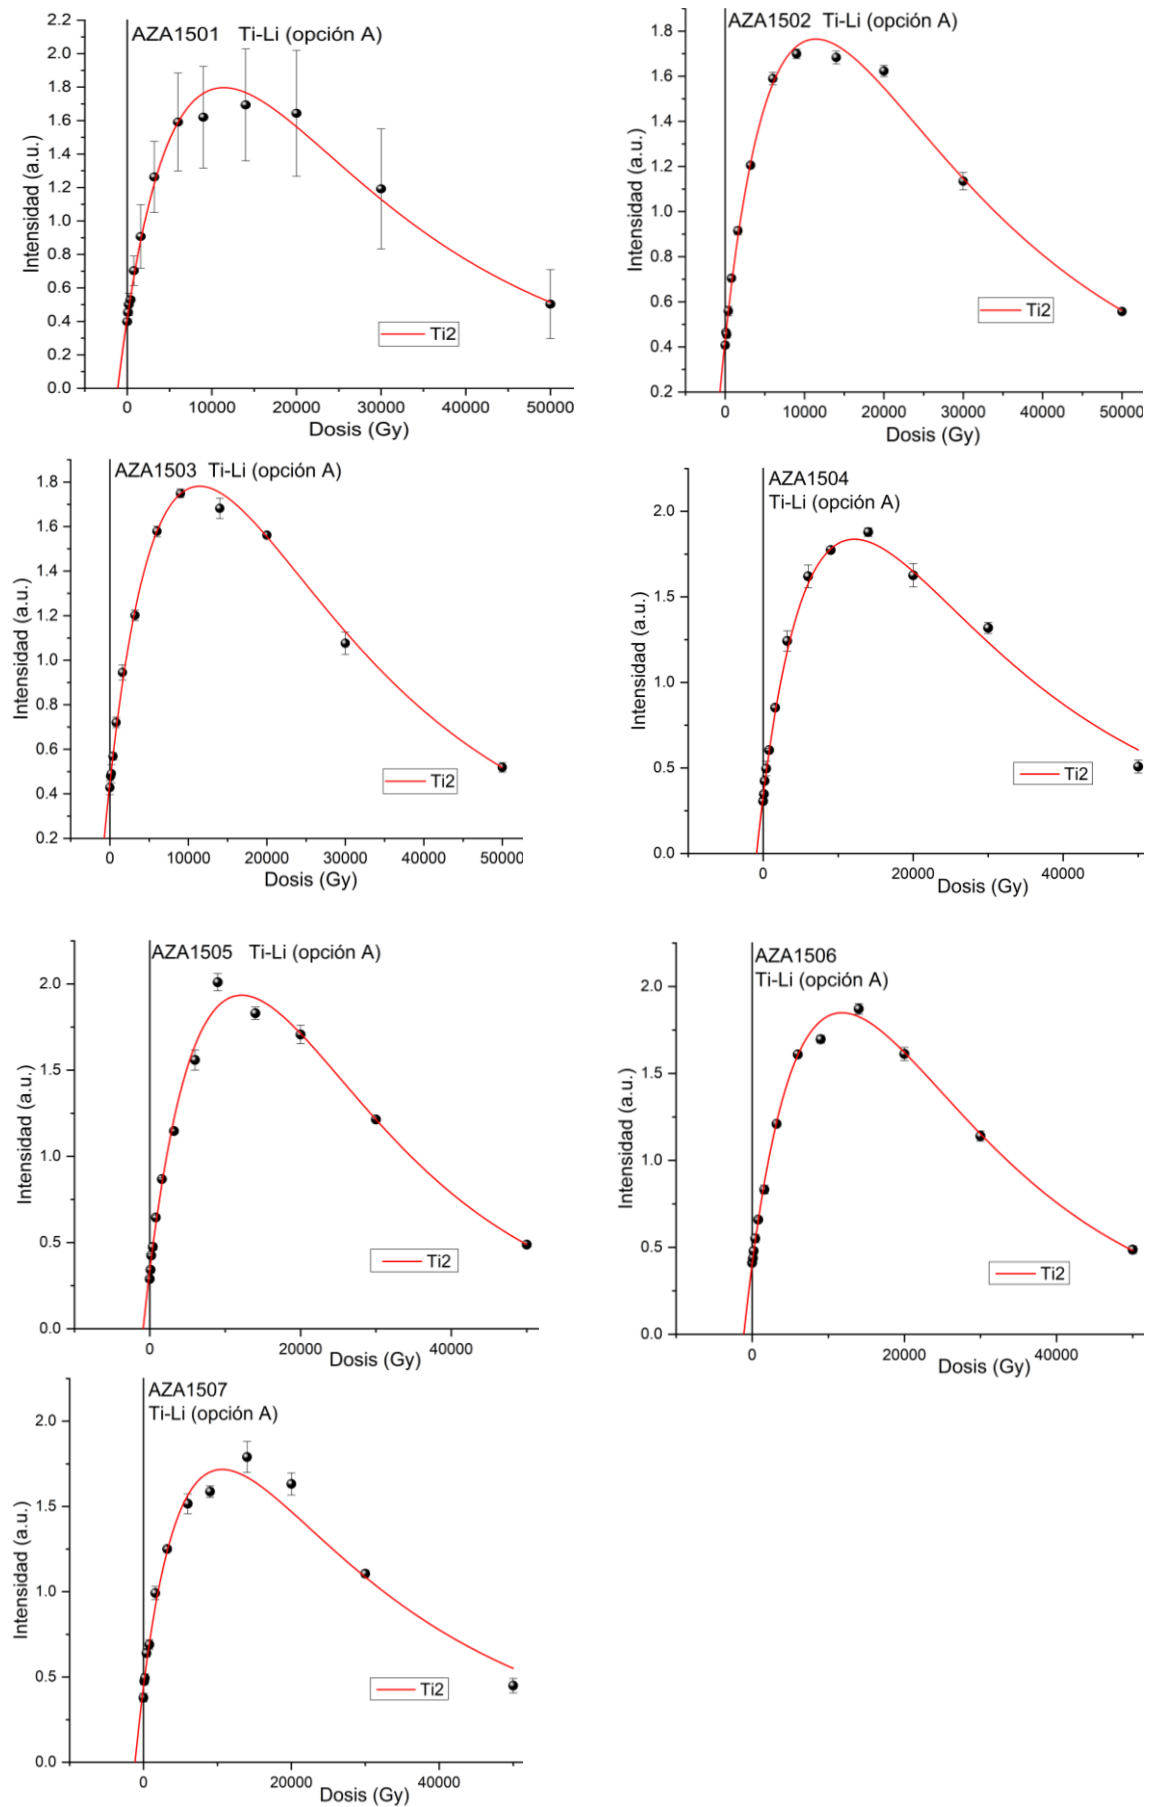 AZA1501 Ti-Li (opción A)
Intensidad (a.u.)
2.2
2.0
1.8
1.6
1.4
1.2
1.0
0.8
0.6
0.4
0.2
0.0
Ti2
0 10000 20000 30000 40000 50000
Dosis (Gy)
AZA1502 Ti-Li (opción A)
Intensidad (a.u.)
1.8
1.6
1.4
1.2
1.0
0.8
0.6
0.4
0.2
Ti2
0 10000 20000 30000 40000 50000
Dosis (Gy)
AZA1503 Ti-Li (opción A)
Intensidad (a.u.)
1.8
1.6
1.4
1.2
1.0
0.8
0.6
0.4
0.2
Ti2
0 10000 20000 30000 40000 50000
Dosis (Gy)
AZA1504
Ti-Li (opción A)
Intensidad (a.u.)
2.0
1.5
1.0
0.5
0.0
Ti2
0 20000 40000
Dosis (Gy)
AZA1505 Ti-Li (opción A)
Intensidad (a.u.)
2.0
1.5
1.0
0.5
0.0
Ti2
0 20000 40000
Dosis (Gy)
AZA1506
Ti-Li (opción A)
Intensidad (a.u.)
2.0
1.5
1.0
0.5
0.0
Ti2
0 20000 40000
Dosis (Gy)
AZA1507
Ti-Li (opción A)
Intensidad (a.u.)
2.0
1.5
1.0
0.5
0.0
Ti2
0 20000 40000
Dosis (Gy)